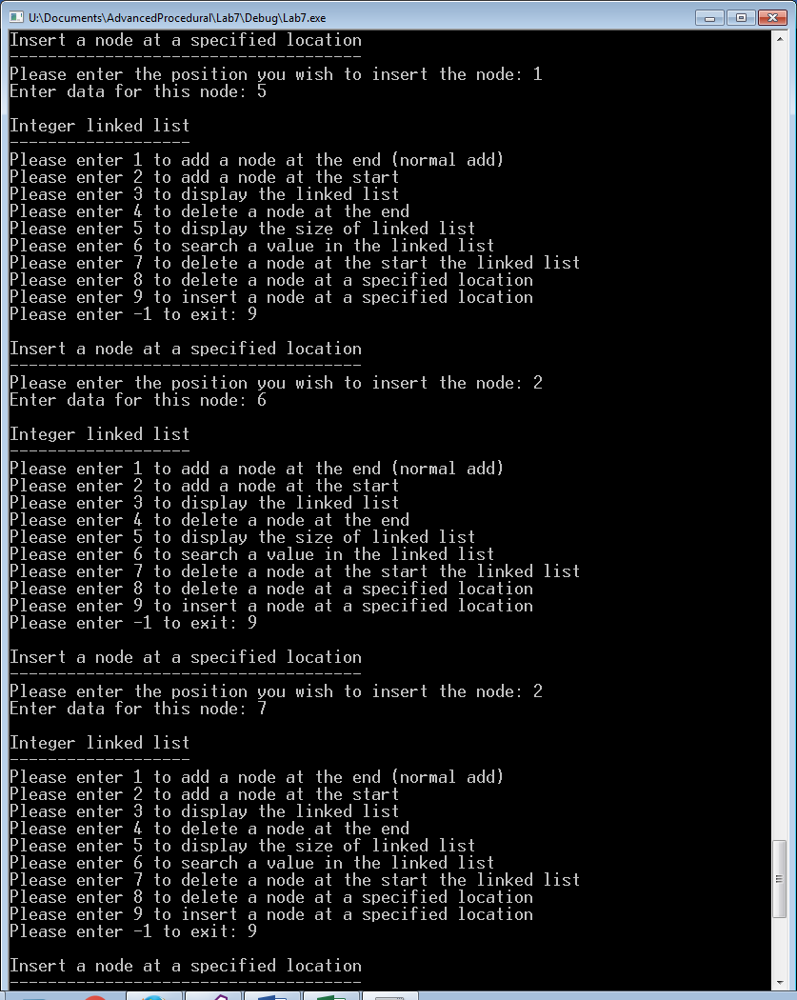 U:\Documents\AdvancedProcedural\Lab7\Debug\Lab7.exe
Insert a node at a specified location
-------------------------------------
Please enter the position you wish to insert the node: 1
Enter data for this node: 5
Integer linked list
-------------------
Please enter 1 to add a node at the end (normal add)
Please enter 2 to add a node at the start
Please enter 3 to display the linked list
Please enter 4 to delete a node at the end
Please enter 5 to display the size of linked list
Please enter 6 to search a value in the linked list
Please enter 7 to delete a node at the start the linked list
Please enter 8 to delete a node at a specified location
Please enter 9 to insert a node at a specified location
Please enter -1 to exit: 9
Insert a node at a specified location
-------------------------------------
Please enter the position you wish to insert the node: 2
Enter data for this node: 6
Integer linked list
-------------------
Please enter 1 to add a node at the end (normal add)
Please enter 2 to add a node at the start
Please enter 3 to display the linked list
Please enter 4 to delete a node at the end
Please enter 5 to display the size of linked list
Please enter 6 to search a value in the linked list
Please enter 7 to delete a node at the start the linked list
Please enter 8 to delete a node at a specified location
Please enter 9 to insert a node at a specified location
Please enter -1 to exit: 9
Insert a node at a specified location
-------------------------------------
Please enter the position you wish to insert the node: 2
Enter data for this node: 7
Integer linked list
-------------------
Please enter 1 to add a node at the end (normal add)
Please enter 2 to add a node at the start
Please enter 3 to display the linked list
Please enter 4 to delete a node at the end
Please enter 5 to display the size of linked list
Please enter 6 to search a value in the linked list
Please enter 7 to delete a node at the start the linked list
Please enter 8 to delete a node at a specified location
Please enter 9 to insert a node at a specified location
Please enter -1 to exit: 9
Insert a node at a specified location
-------------------------------------